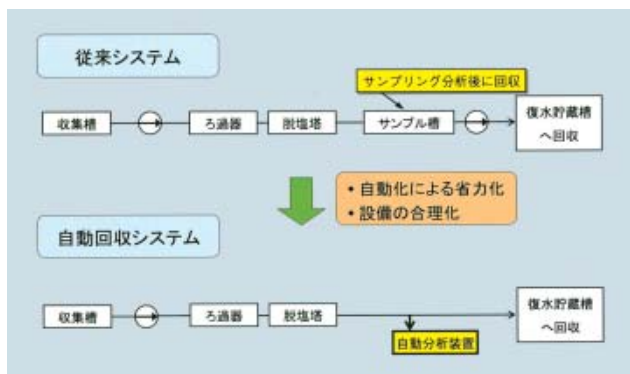 従来システム
サンプリング分析後に回収
収集槽
ろ過器
脱塩塔
サンプル槽
復水貯蔵槽
へ回収
・自動化による省力化
・設備の合理化
自動回収システム
収集槽
ろ過器
脱塩塔
復水貯蔵槽
へ回収
自動分析装置